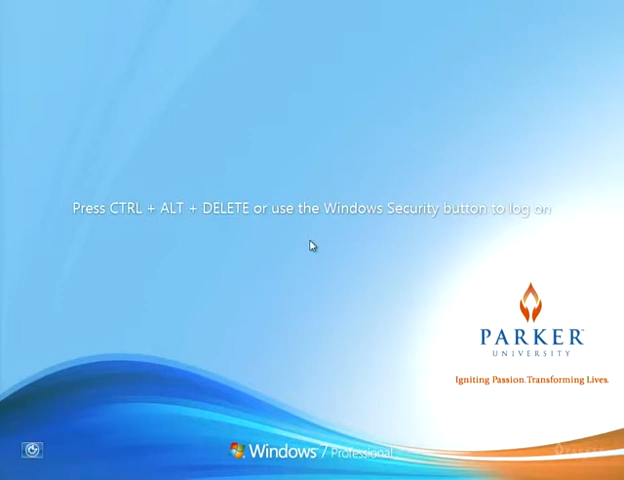 Press CTRL + ALT + DELETE or use the Windows Security button to log on
PARKER™
UNIVERSITY
Igniting Passion.Transforming Lives.
Windows 7 Professional